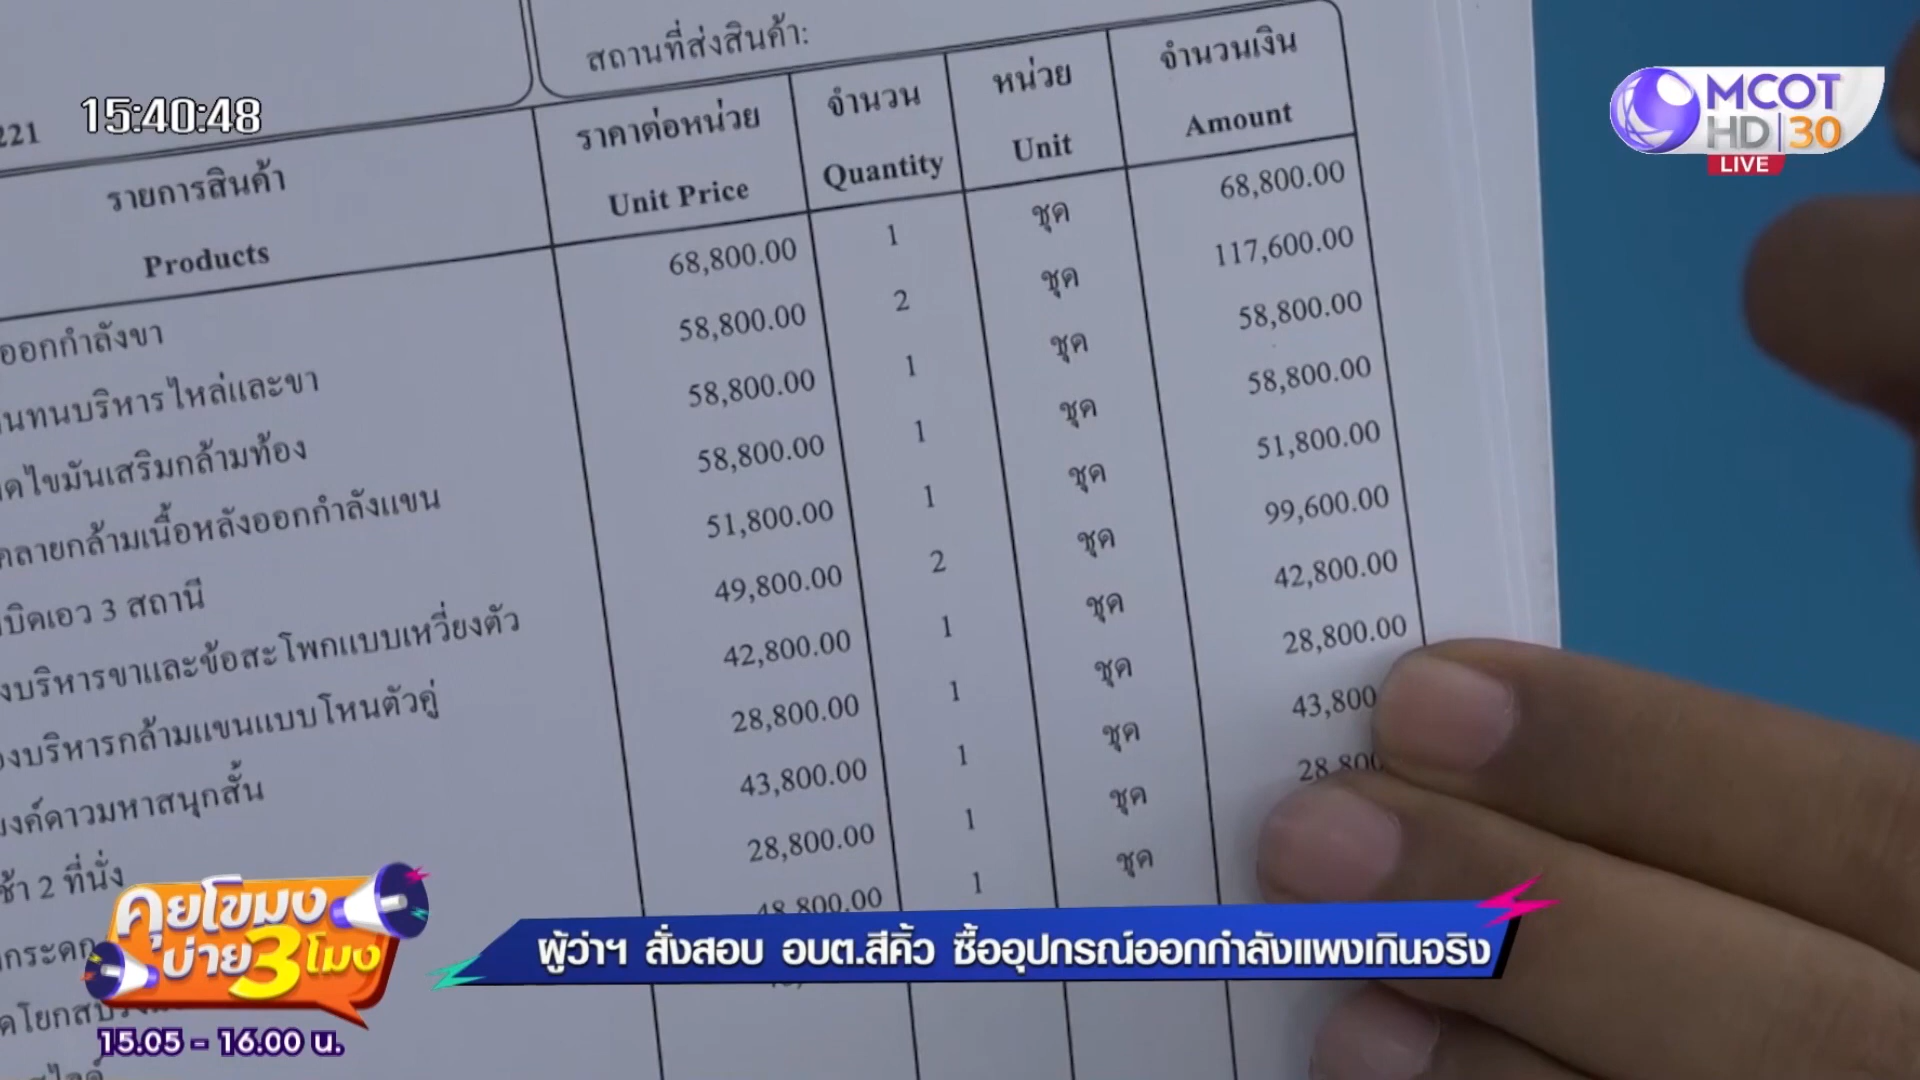 สถานที่ส่งสินค้า:
221
15:40:48
MCOT
HD 30
LIVE
รายการสินค้า ราคาต่อหน่วย จำนวน หน่วย จำนวนเงิน
Products Unit Price Quantity Unit Amount
ออกกำลังขา 68,800.00 1 ชุด 68,800.00
นทนบริหารไหล่และขา 58,800.00 2 ชุด 117,600.00
ดไขมันเสริมกล้ามท้อง 58,800.00 1 ชุด 58,800.00
คลายกล้ามเนื้อหลังออกกำลังแขน 58,800.00 1 ชุด 58,800.00
บิดเอว 3 สถานี 51,800.00 1 ชุด 51,800.00
งบริหารขาและข้อสะโพกแบบเหวี่ยงตัว 49,800.00 2 ชุด 99,600.00
องบริหารกล้ามแขนแบบโหนตัวคู่ 42,800.00 1 ชุด 42,800.00
งค์ดาวมหาสนุกสั้น 28,800.00 1 ชุด 28,800.00
ช้า 2 ที่นั่ง 43,800.00 1 ชุด 43,800
กระดก 28,800.00 1 ชุด 28,800
48,800.00 1 ชุด
คุยโขมง
บ่าย 3 โมง
15.05 - 16.00 น.
ผู้ว่าฯ สั่งสอบ อบต.สีคิ้ว ซื้ออุปกรณ์ออกกำลังแพงเกินจริง